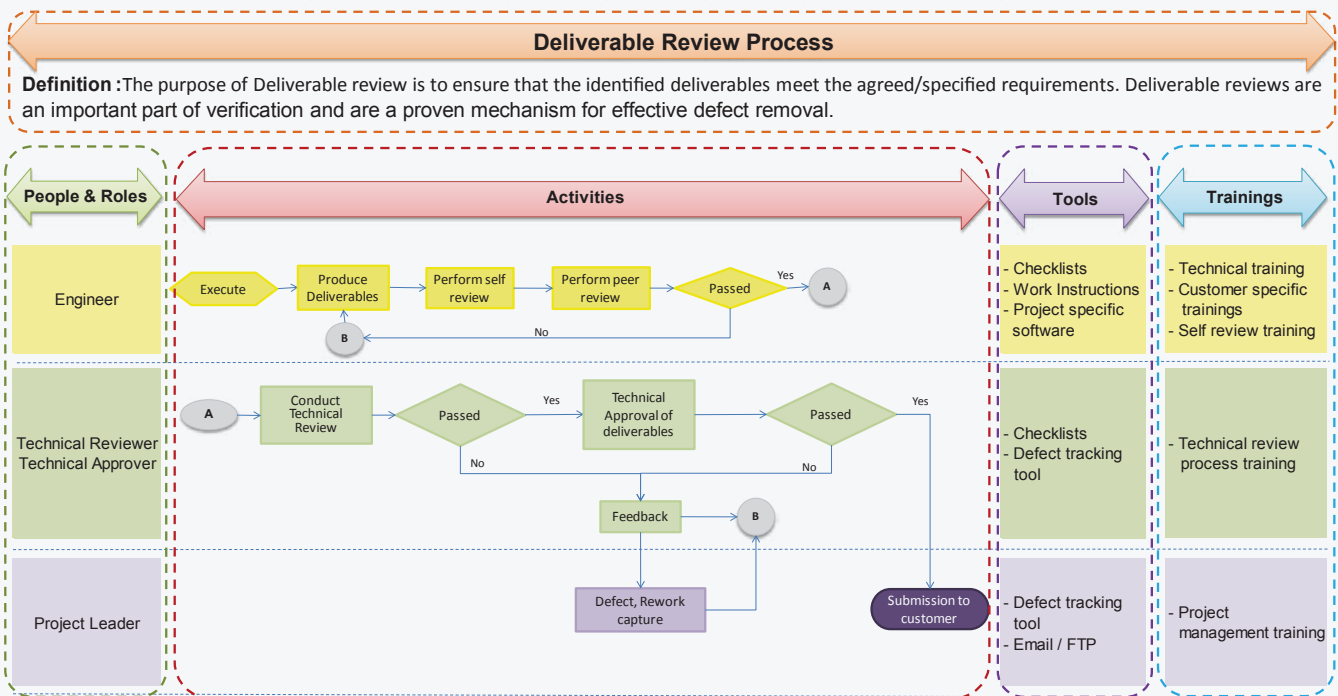 Deliverable Review Process
Definition :The purpose of Deliverable review is to ensure that the identified deliverables meet the agreed/specified requirements. Deliverable reviews are
an important part of verification and are a proven mechanism for effective defect removal.
People & Roles
Activities
Tools
Trainings
Engineer
Execute
Produce
Deliverables
Perform self
review
Perform peer
review
Passed
Yes
A
No
B
- Checklists
- Work Instructions
- Project specific
software
- Technical training
- Customer specific
trainings
- Self review training
Technical Reviewer
Technical Approver
A
Conduct
Technical
Review
Passed
Yes
Technical
Approval of
deliverables
Passed
Yes
No
No
Feedback
B
- Checklists
- Defect tracking
tool
- Technical review
process training
Project Leader
Defect, Rework
capture
Submission to
customer
- Defect tracking
tool
- Email / FTP
- Project
management training